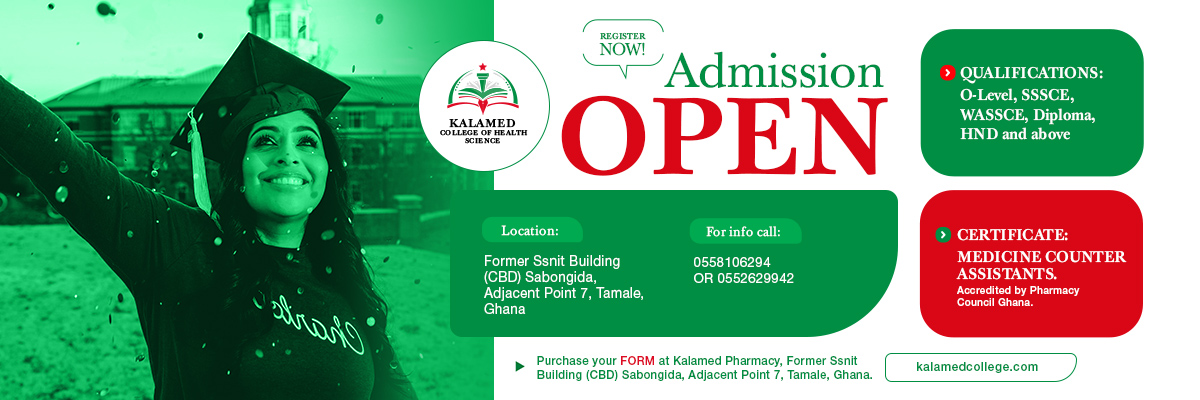 REGISTER
NOW!
Admission
OPEN
KALAMED
COLLEGE OF HEALTH
SCIENCE
QUALIFICATIONS:
O-Level, SSSCE,
WASSCE, Diploma,
HND and above
Location:
Former Ssnit Building
(CBD) Sabongida,
Adjacent Point 7, Tamale,
Ghana
For info call:
0558106294
OR 0552629942
CERTIFICATE:
MEDICINE COUNTER
ASSISTANTS.
Accredited by Pharmacy
Council Ghana.
Purchase your FORM at Kalamed Pharmacy, Former Ssnit
Building (CBD) Sabongida, Adjacent Point 7, Tamale, Ghana.
kalamedcollege.com